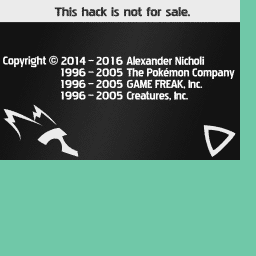 This hack is not for sale.
Copyright © 2014 – 2016 Alexander Nicholi
1996 – 2005 The Pokémon Company
1996 – 2005 GAME FREAK, Inc.
1996 – 2005 Creatures, Inc.